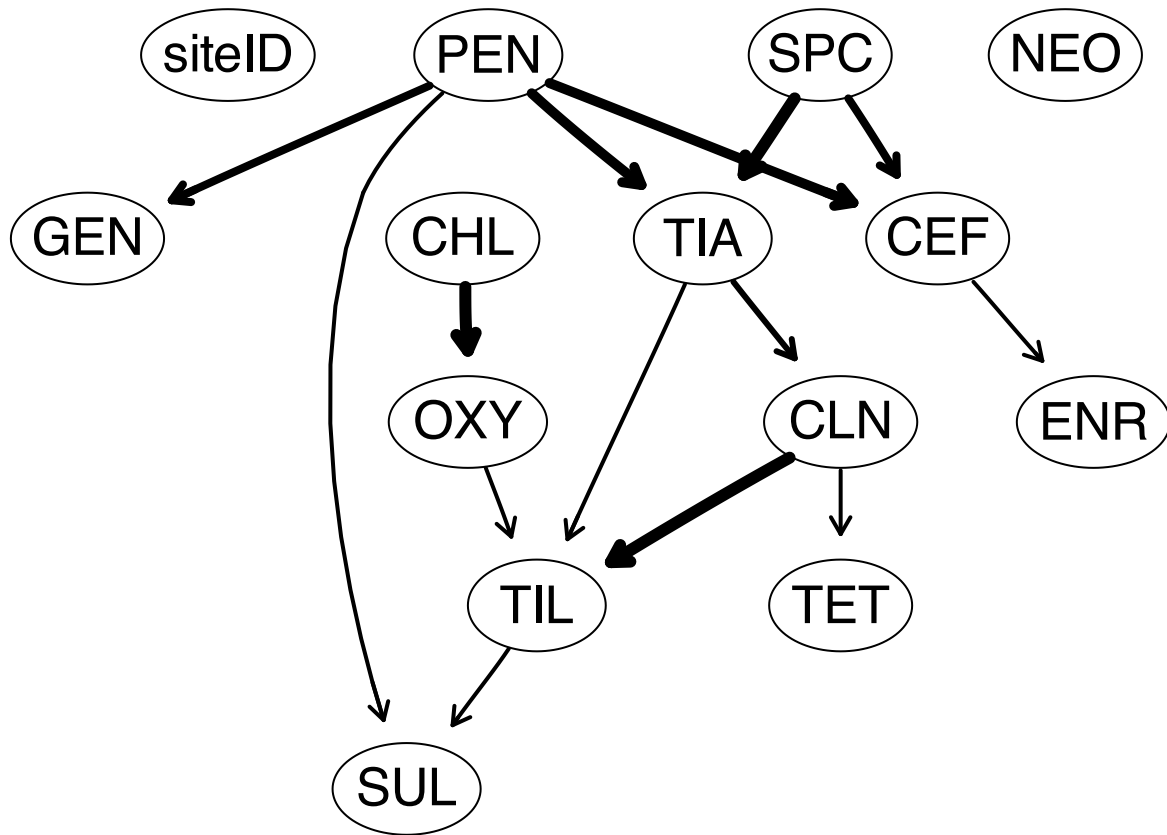 siteID PEN SPC NEO
GEN CHL TIA CEF
OXY CLN ENR
TIL TET
SUL